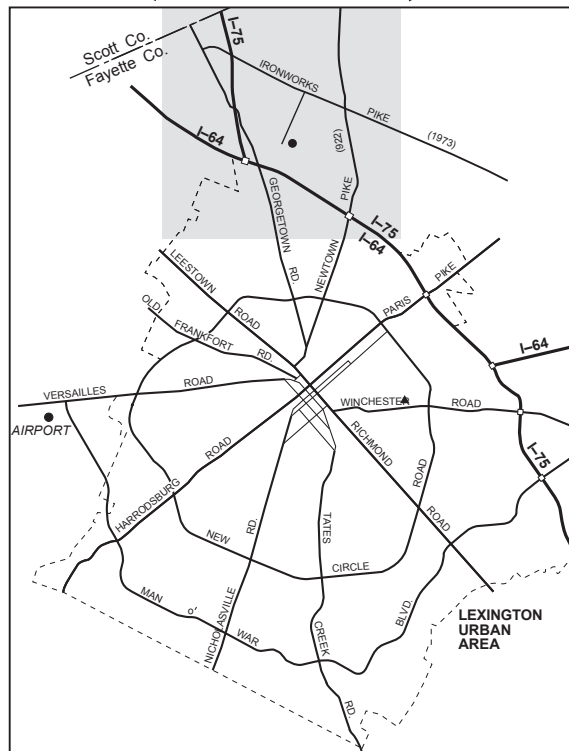 I–75
Scott Co.
Fayette Co.
IRONWORKS
PIKE
(1973)
(922)
I–64
GEORGETOWN
RD.
PIKE
NEWTOWN
I–75
I–64
LEESTOWN
ROAD
PARIS
PIKE
OLD
FRANKFORT
RD.
I–64
VERSAILLES
ROAD
WINCHESTER
ROAD
AIRPORT
RICHMOND
ROAD
ROAD
I–75
HARRODSBURG
ROAD
RD.
TATES
NEW
CIRCLE
MAN
o'
WAR
BLVD.
NICHOLASVILLE
CREEK
RD.
LEXINGTON
URBAN
AREA